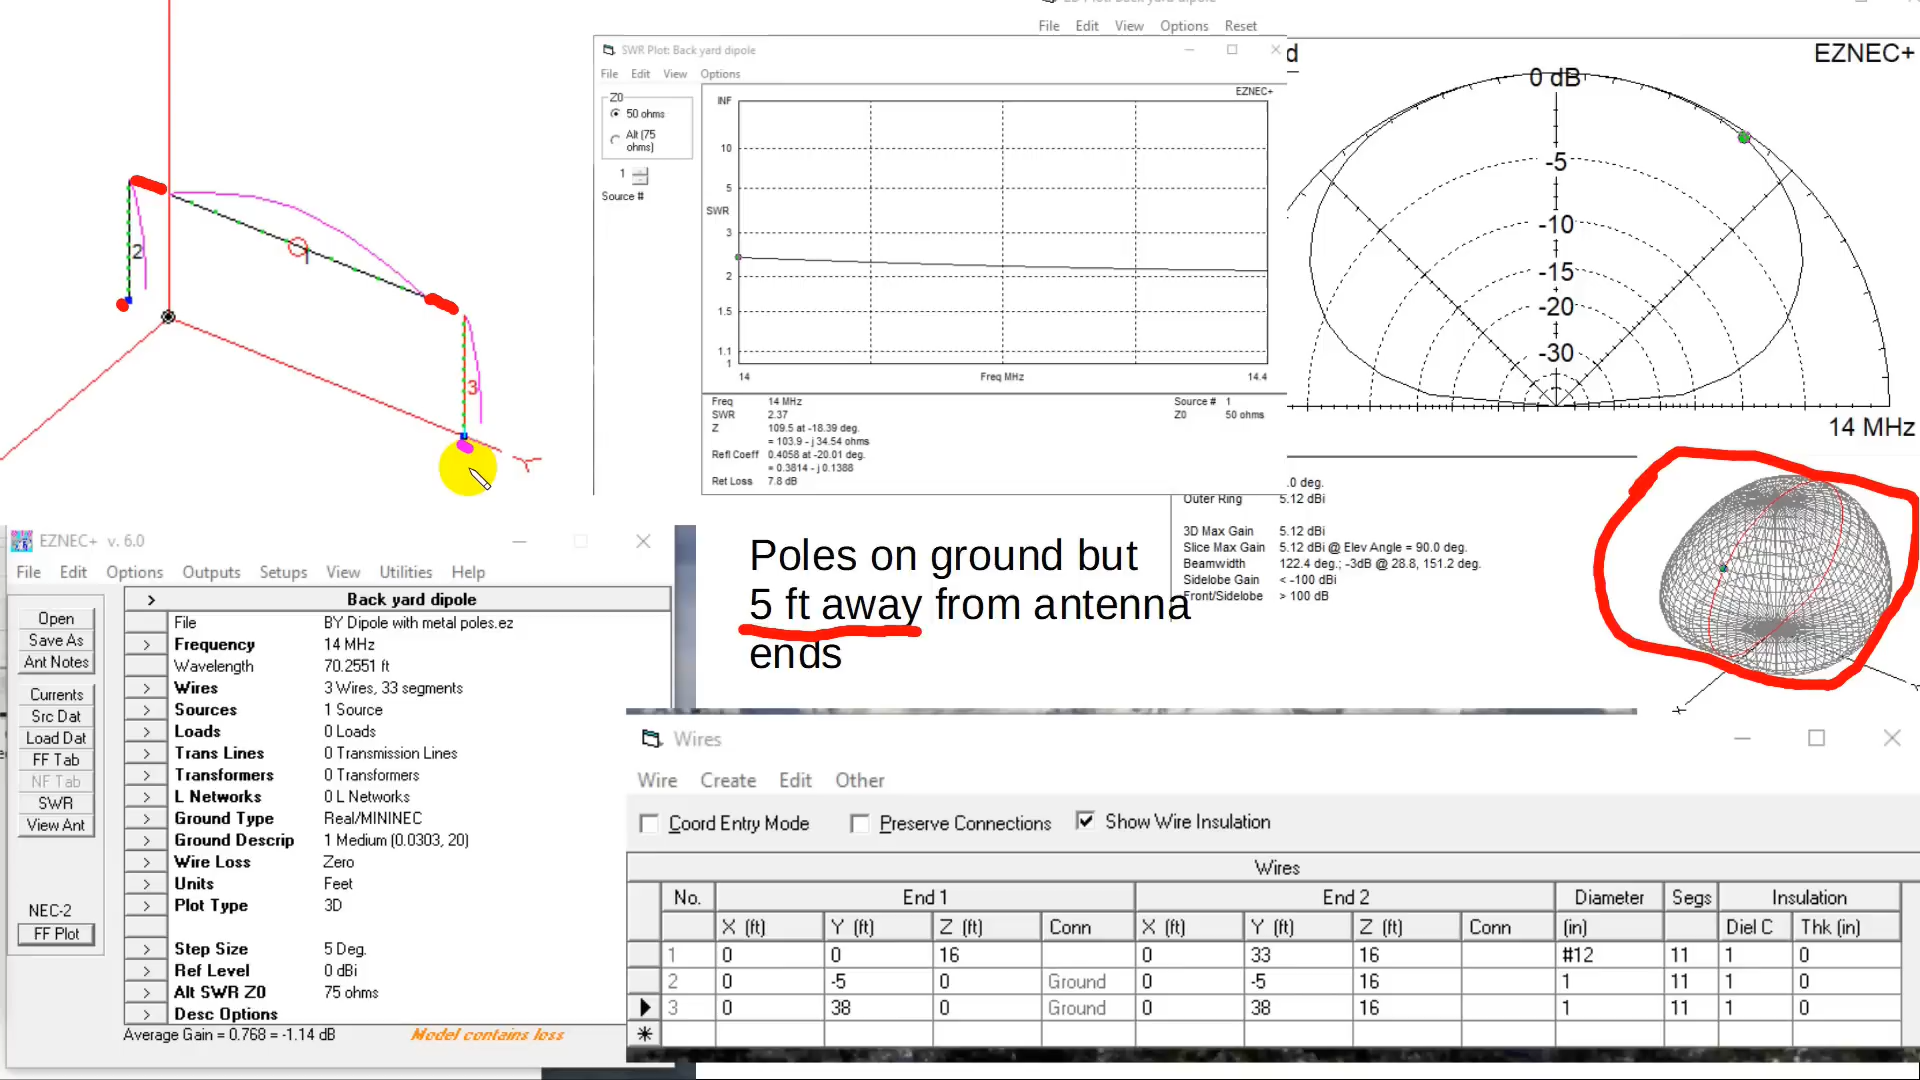 2
1
3
Y
SWR Plot: Back yard dipole
File Edit View Options
Z0
50 ohms
Alt (75
ohms)
1
Source #
EZNEC+
INF
10
5
SWR
3
2
1.5
1.1
1
14 Freq MHz 14.4
Freq 14 MHz Source # 1
SWR 2.37 Z0 50 ohms
Z 109.5 at -18.39 deg.
= 103.9 - j 34.54 ohms
Refl Coeff 0.4058 at -20.01 deg.
= 0.3814 - j 0.1388
Ret Loss 7.8 dB
File Edit View Options Reset
d
EZNEC+
0 dB
-5
-10
-15
-20
-30
14 MHz
.0 deg.
Outer Ring 5.12 dBi
3D Max Gain 5.12 dBi
Slice Max Gain 5.12 dBi @ Elev Angle = 90.0 deg.
Beamwidth 122.4 deg.; -3dB @ 28.8, 151.2 deg.
Sidelobe Gain < -100 dBi
Front/Sidelobe > 100 dB
X
Poles on ground but
5 ft away from antenna
ends
EZNEC+ v. 6.0
File Edit Options Outputs Setups View Utilities Help
Open
Save As
Ant Notes
Currents
Src Dat
Load Dat
FF Tab
NF Tab
SWR
View Ant
NEC-2
FF Plot
> Back yard dipole
File BY Dipole with metal poles.ez
> Frequency 14 MHz
Wavelength 70.2551 ft
> Wires 3 Wires, 33 segments
> Sources 1 Source
> Loads 0 Loads
> Trans Lines 0 Transmission Lines
> Transformers 0 Transformers
> L Networks 0 L Networks
> Ground Type Real/MININEC
> Ground Descrip 1 Medium (0.0303, 20)
> Wire Loss Zero
> Units Feet
> Plot Type 3D
> Step Size 5 Deg.
> Ref Level 0 dBi
> Alt SWR Z0 75 ohms
> Desc Options
Average Gain = 0.768 = -1.14 dB Model contains loss
Wires
Wire Create Edit Other
Coord Entry Mode Preserve Connections Show Wire Insulation
Wires
No. End 1 End 2 Diameter Segs Insulation
X (ft) Y (ft) Z (ft) Conn X (ft) Y (ft) Z (ft) Conn (in) Diel C Thk (in)
1 0 0 16 0 33 16 #12 11 1 0
2 0 -5 0 Ground 0 -5 16 1 11 1 0
3 0 38 0 Ground 0 38 16 1 11 1 0